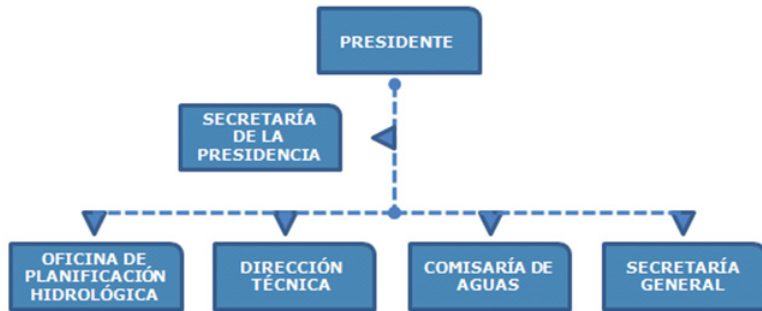 PRESIDENTE
SECRETARÍA
DE LA
PRESIDENCIA
OFICINA DE
PLANIFICACIÓN
HIDROLÓGICA
DIRECCIÓN
TÉCNICA
COMISARÍA DE
AGUAS
SECRETARÍA
GENERAL